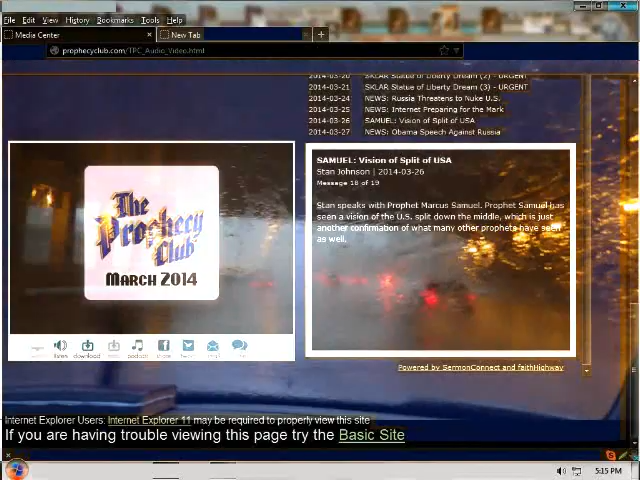 File Edit View History Bookmarks Tools Help
Media Center
New Tab
prophecyclub.com/TPC_Audio_Video.html
2014-03-20 SKLAR Statue of Liberty Dream (2) - URGENT
2014-03-21 SKLAR Statue of Liberty Dream (3) - URGENT
2014-03-24 NEWS: Russia Threatens to Nuke U.S.
2014-03-25 NEWS: Internet Preparing for the Mark
2014-03-26 SAMUEL: Vision of Split of USA
2014-03-27 NEWS: Obama Speech Against Russia
The
Prophecy
Club
MARCH 2014
SAMUEL: Vision of Split of USA
Stan Johnson | 2014-03-26
Message 18 of 19
Stan speaks with Prophet Marcus Samuel. Prophet Samuel has
seen a vision of the U.S. split down the middle, which is just
another confirmation of what many other prophets have seen
as well.
listen download podcast share tweet
Powered by SermonConnect and faithHighway
Internet Explorer Users: Internet Explorer 11 may be required to properly view this site
If you are having trouble viewing this page try the Basic Site
5:15 PM